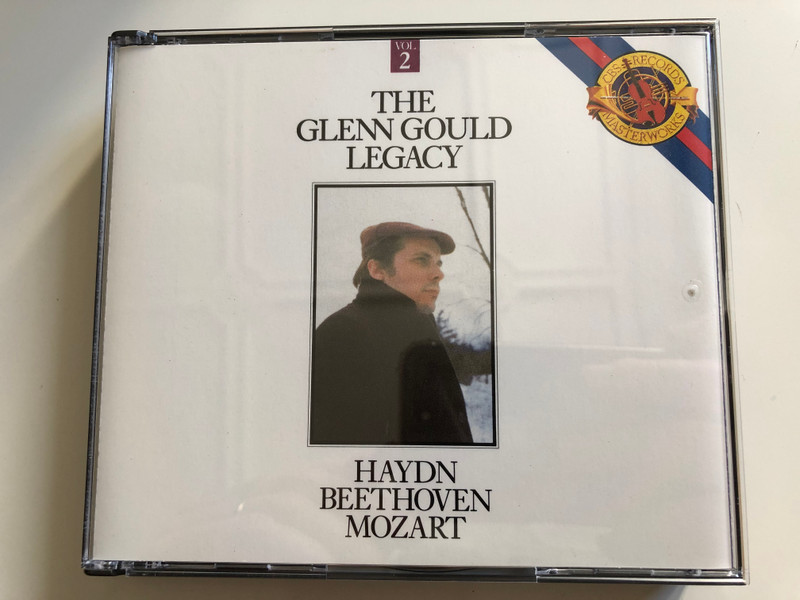 VOL.
2
THE
GLENN GOULD
LEGACY
CBS RECORDS
MASTERWORKS
HAYDN
BEETHOVEN
MOZART